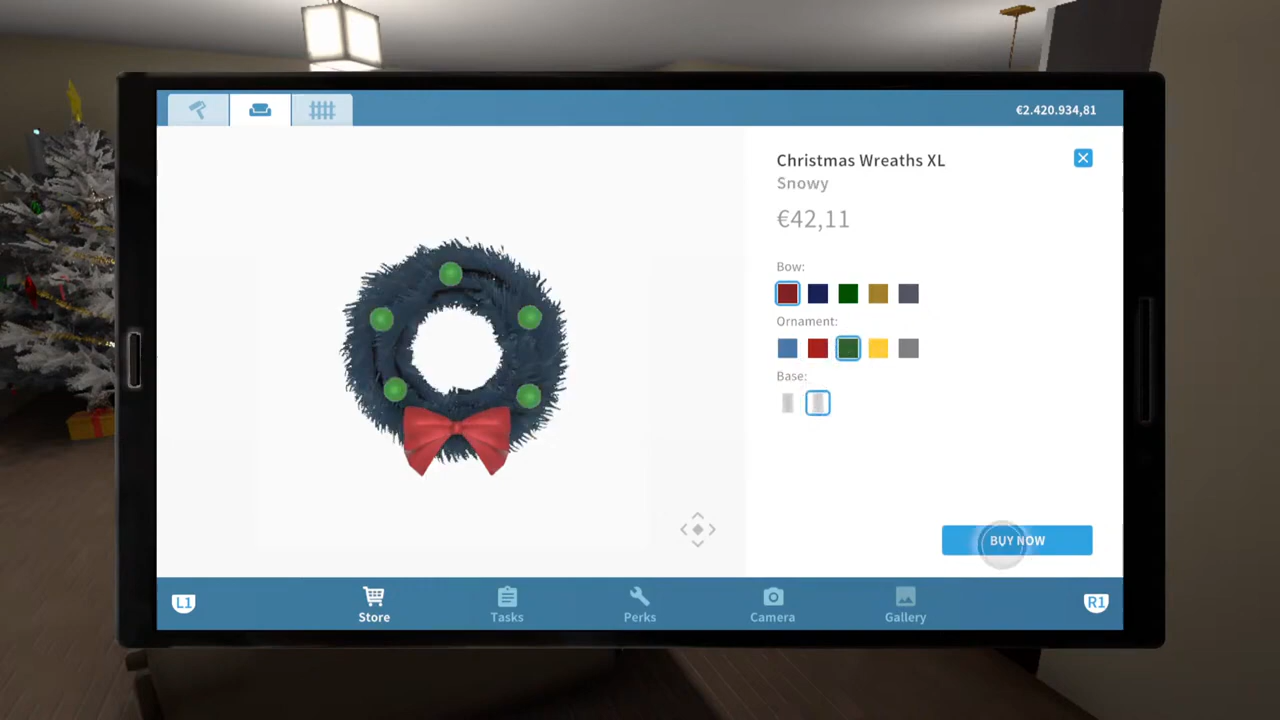 €2.420.934,81
Christmas Wreaths XL
Snowy
€42,11
Bow:
Ornament:
Base:
BUY NOW
L1
Store
Tasks
Perks
Camera
Gallery
R1